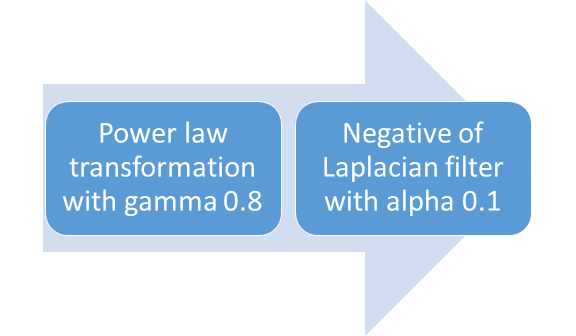 Power law
transformation
with gamma 0.8
Negative of
Laplacian filter
with alpha 0.1